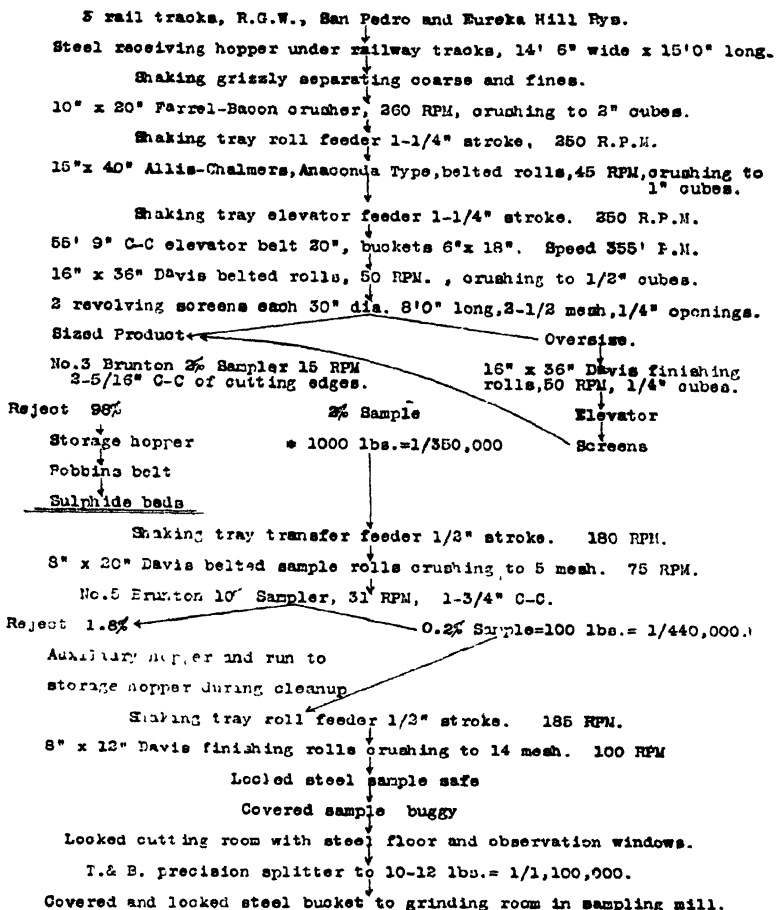 3 rail tracks, R.G.W., San Pedro and Eureka Hill Rys.
Steel receiving hopper under railway tracks, 14' 6" wide x 15'0" long.
Shaking grizzly separating coarse and fines.
10" x 20" Farrel-Bacon crusher, 260 RPM, crushing to 2" cubes.
Shaking tray roll feeder 1-1/4" stroke, 250 R.P.M.
15"x 40" Allis-Chalmers,Anaconda Type,belted rolls,45 RPM,crushing to
1" cubes.
Shaking tray elevator feeder 1-1/4" stroke. 250 R.P.M.
55' 9" C-C elevator belt 20", buckets 6"x 18". Speed 355' P.M.
16" x 36" Davis belted rolls, 50 RPM. , crushing to 1/2" cubes.
2 revolving screens each 30" dia. 8'0" long,2-1/2 mesh,1/4" openings.
Sized Product Oversize.
No.3 Brunton 2% Sampler 15 RPM 16" x 36" Davis finishing
2-5/16" C-C of cutting edges. rolls,50 RPM, 1/4" cubes.
Reject 98% 2% Sample Elevator
Storage hopper * 1000 lbs.=1/350,000 Screens
Robbins belt
Sulphide beds
Shaking tray transfer feeder 1/2" stroke. 180 RPM.
8" x 20" Davis belted sample rolls crushing to 5 mesh. 75 RPM.
No.5 Brunton 10% Sampler, 31 RPM, 1-3/4" C-C.
Reject 1.8% 0.2% Sample=100 lbs.= 1/440,000.
Auxiliary hopper and run to
storage hopper during cleanup
Shaking tray roll feeder 1/2" stroke. 185 RPM.
8" x 12" Davis finishing rolls crushing to 14 mesh. 100 RPM
Locked steel sample safe
Covered sample buggy
Locked cutting room with steel floor and observation windows.
T.& B. precision splitter to 10-12 lbs.= 1/1,100,000.
Covered and locked steel bucket to grinding room in sampling mill.